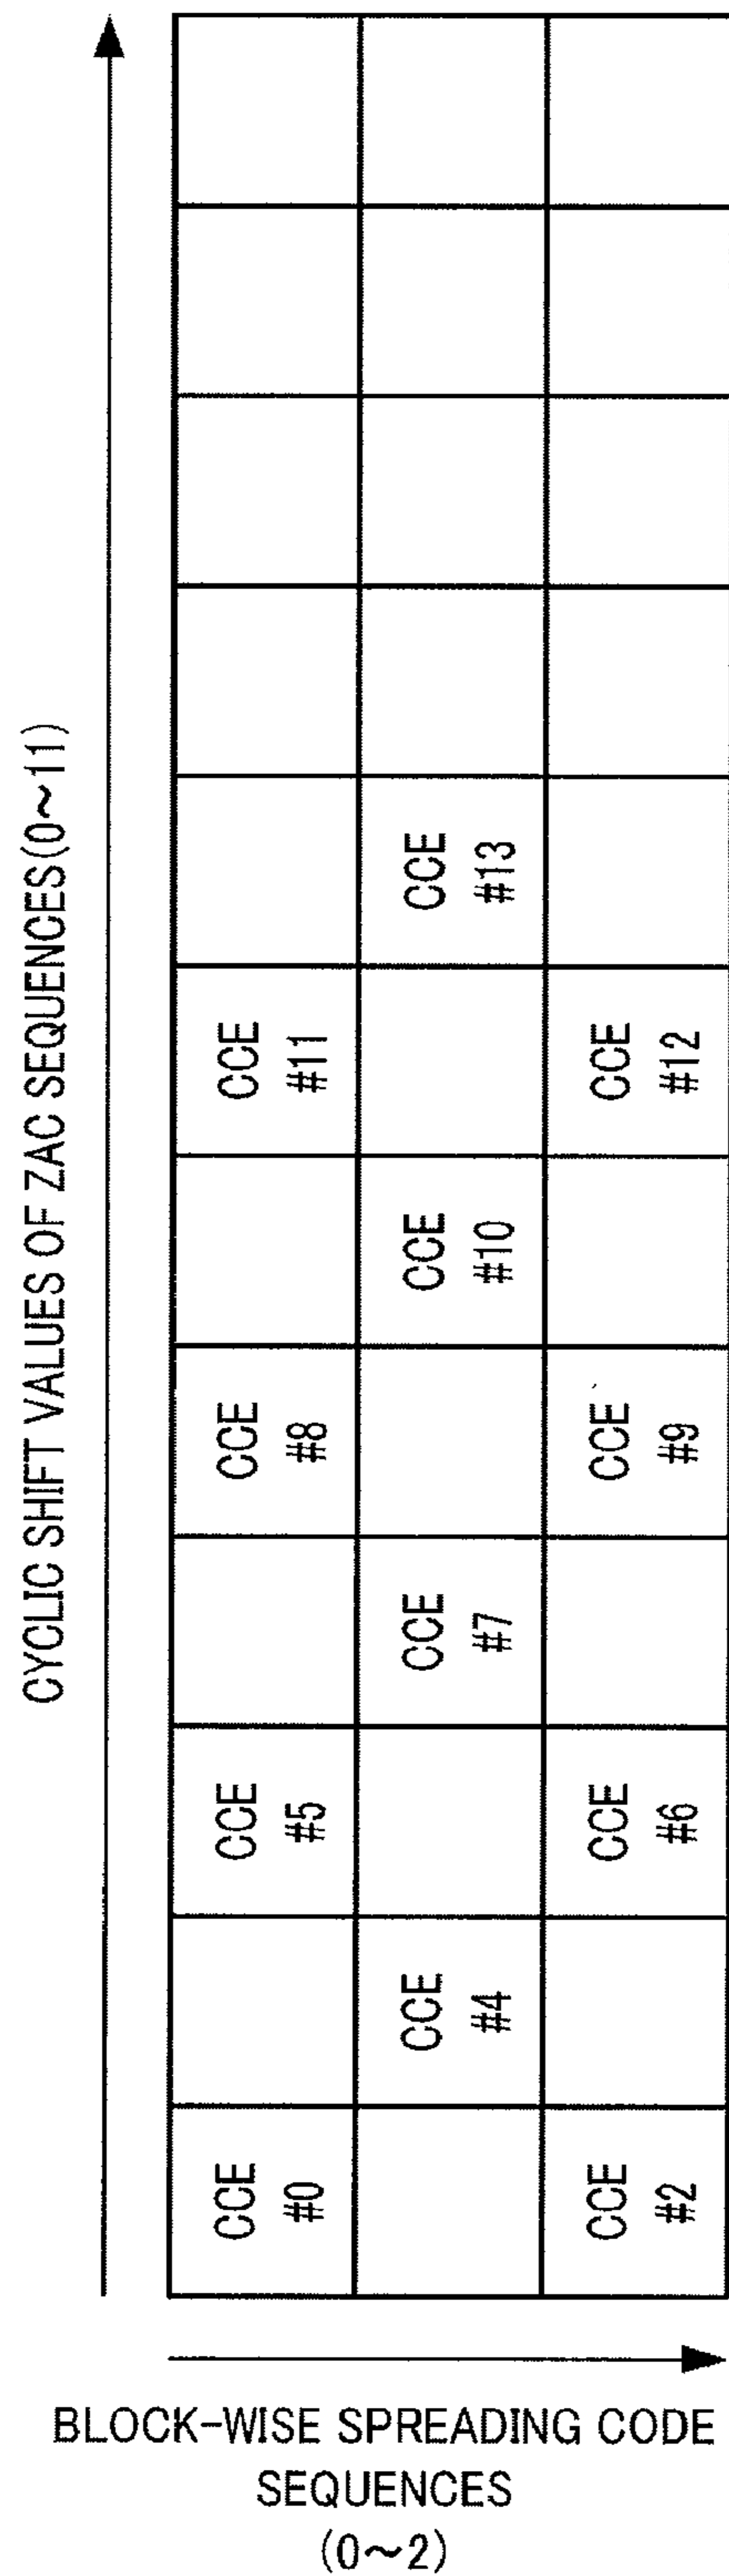 CYCLIC SHIFT VALUES OF ZAC SEQUENCES(0~11)
CCE
#0
CCE
#5
CCE
#8
CCE
#11
CCE
#4
CCE
#7
CCE
#10
CCE
#13
CCE
#2
CCE
#6
CCE
#9
CCE
#12
BLOCK-WISE SPREADING CODE
SEQUENCES
(0~2)